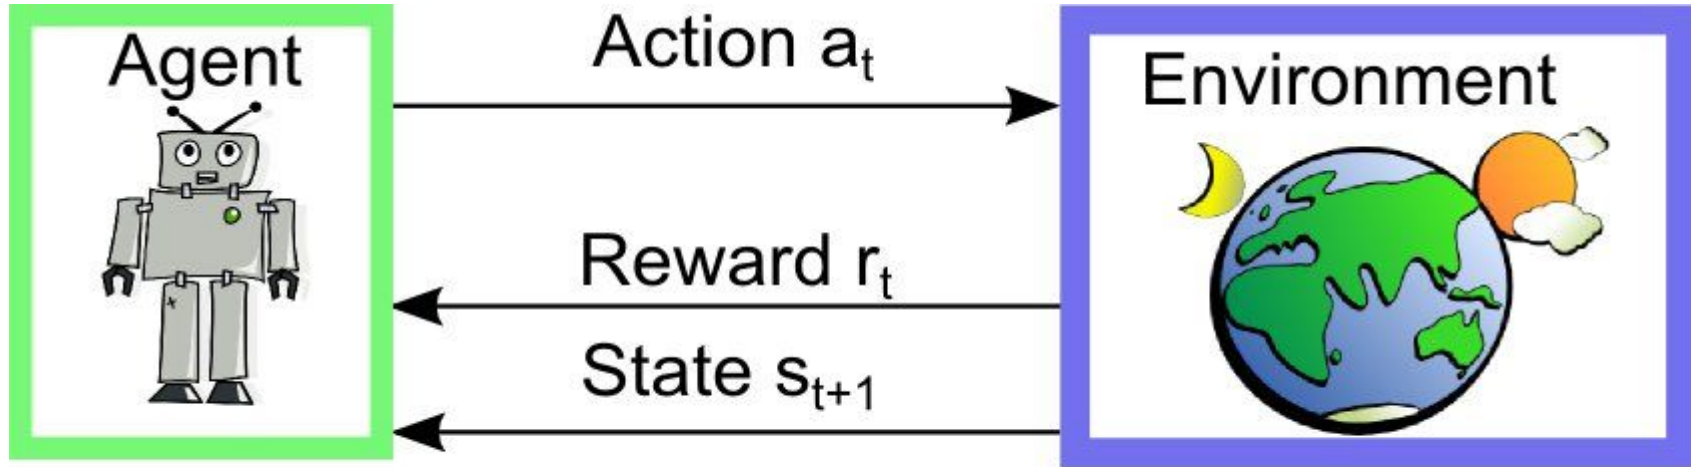 Agent
Action aₜ
Environment
Reward rₜ
State sₜ₊₁